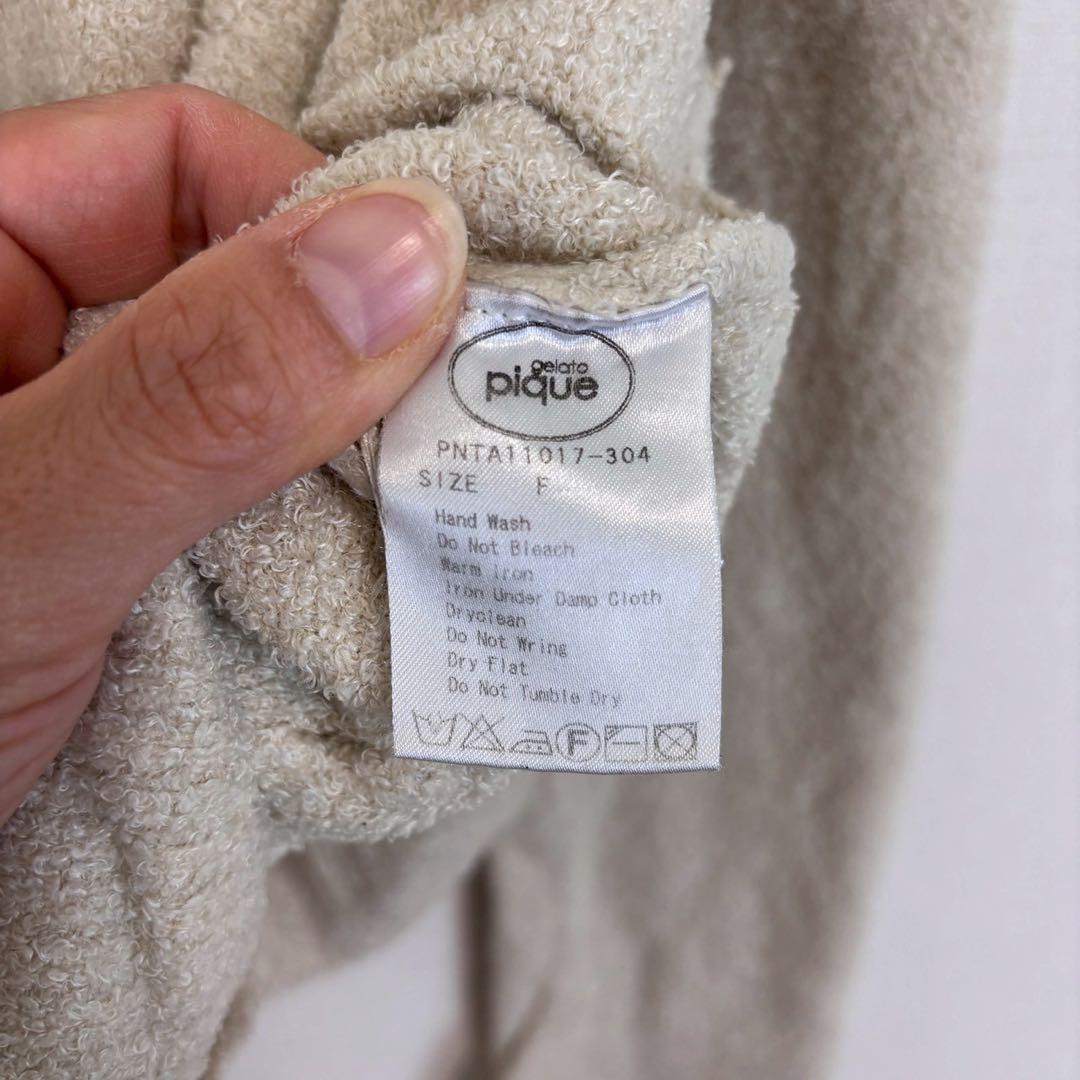 gelato
pique
PNTA11017-304
SIZE F
Hand Wash
Do Not Bleach
Warm Iron
Iron Under Damp Cloth
Dryclean
Do Not Wring
Dry Flat
Do Not Tumble Dry
F